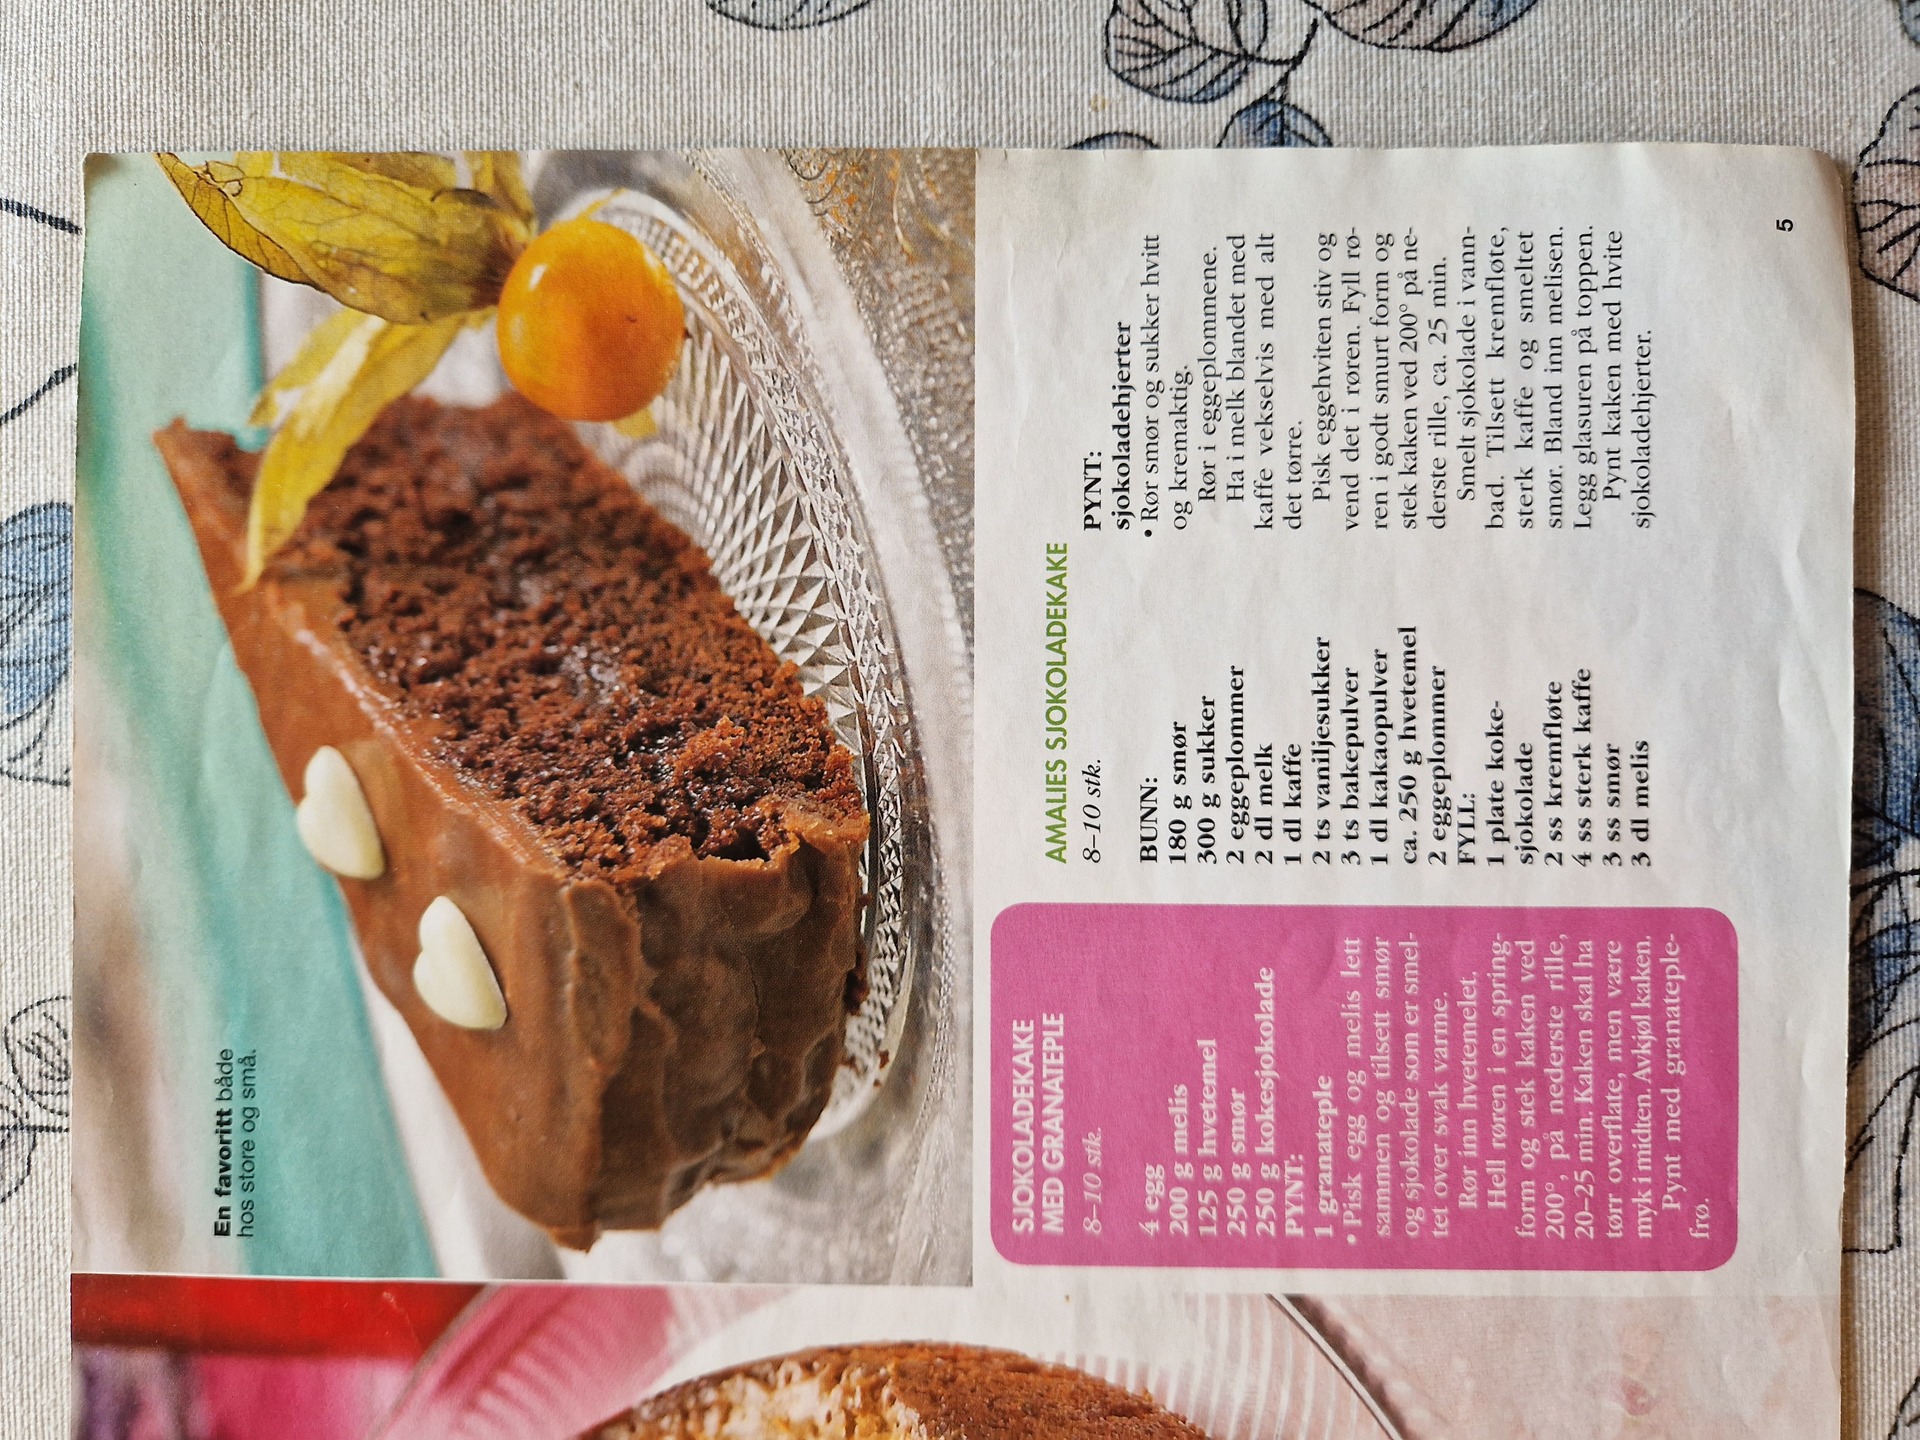 En favoritt både
hos store og små.
SJOKOLADEKAKE
MED GRANATEPLE
8–10 stk.
4 egg
200 g melis
125 g hvetemel
250 g smør
250 g kokesjokolade
PYNT:
1 granateple
• Pisk egg og melis lett
sammen og tilsett smør
og sjokolade som er smel-
tet over svak varme.
Rør inn hvetemelet.
Hell røren i en spring-
form og stek kaken ved
200°, på nederste rille,
20–25 min. Kaken skal ha
tørr overflate, men være
myk i midten. Avkjøl kaken.
Pynt med granateple-
frø.
AMALIES SJOKOLADEKAKE
8–10 stk.
BUNN:
180 g smør
300 g sukker
2 eggeplommer
2 dl melk
1 dl kaffe
2 ts vaniljesukker
3 ts bakepulver
1 dl kakaopulver
ca. 250 g hvetemel
2 eggeplommer
FYLL:
1 plate koke-
sjokolade
2 ss kremfløte
4 ss sterk kaffe
3 ss smør
3 dl melis
PYNT:
sjokoladehjerter
• Rør smør og sukker hvitt
og kremaktig.
Rør i eggeplommene.
Ha i melk blandet med
kaffe vekselvis med alt
det tørre.
Pisk eggehviten stiv og
vend det i røren. Fyll rø-
ren i godt smurt form og
stek kaken ved 200° på ne-
derste rille, ca. 25 min.
Smelt sjokolade i vann-
bad. Tilsett kremfløte,
sterk kaffe og smeltet
smør. Bland inn melisen.
Legg glasuren på toppen.
Pynt kaken med hvite
sjokoladehjerter.
5